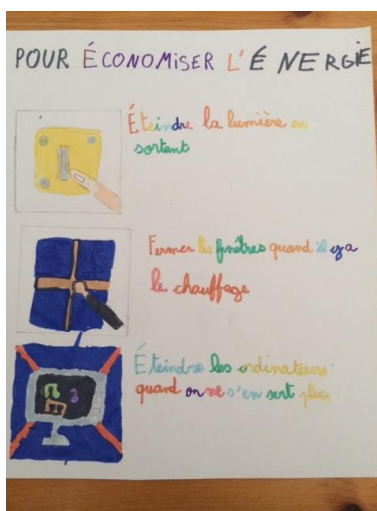 POUR ÉCONOMISER L'ÉNERGIE
Éteindre la lumière en
sortant
Fermer les fenêtres quand il y a
le chauffage
Éteindre les ordinateurs
quand on ne s'en sert plus